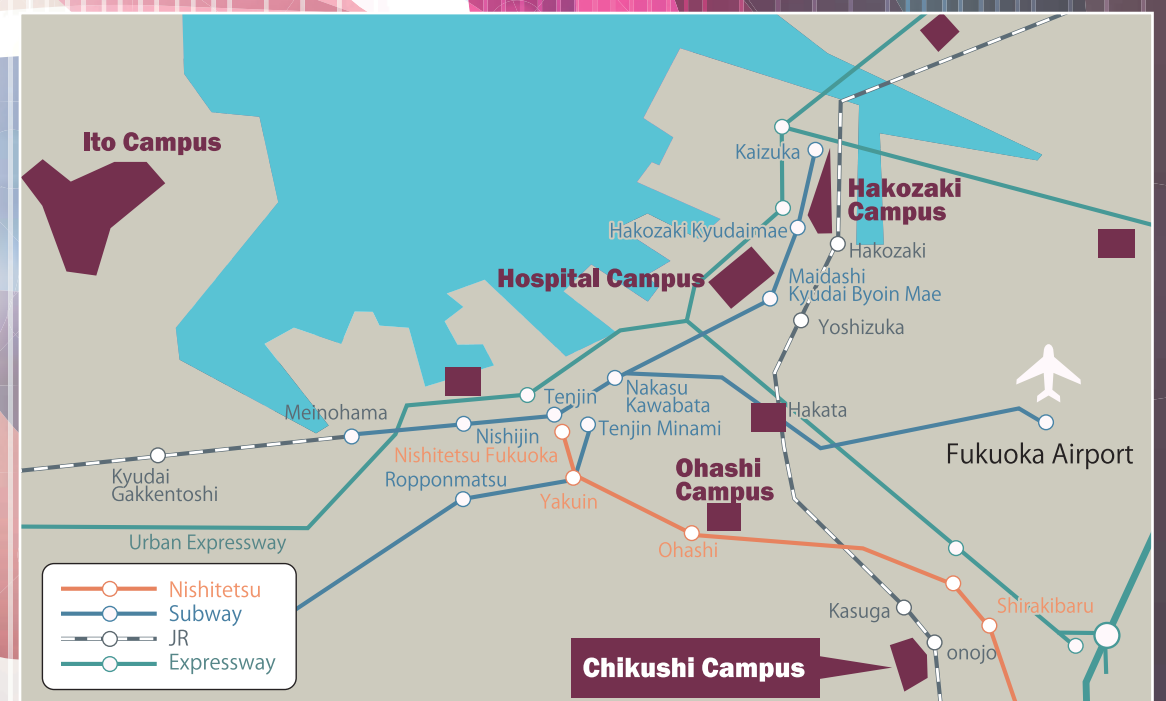 Ito Campus
Kaizuka
Hakozaki
Campus
Hakozaki Kyudaimae
Hakozaki
Hospital Campus
Maidashi
Kyudai Byoin Mae
Yoshizuka
Meinohama
Tenjin
Nakasu
Kawabata
Hakata
Nishijin
Tenjin Minami
Nishitetsu Fukuoka
Fukuoka Airport
Kyudai
Gakkentoshi
Roppонmatsu
Ohashi
Campus
Yakuin
Urban Expressway
Ohashi
Nishitetsu
Subway
JR
Expressway
Kasuga
Shirakibaru
onojo
Chikushi Campus